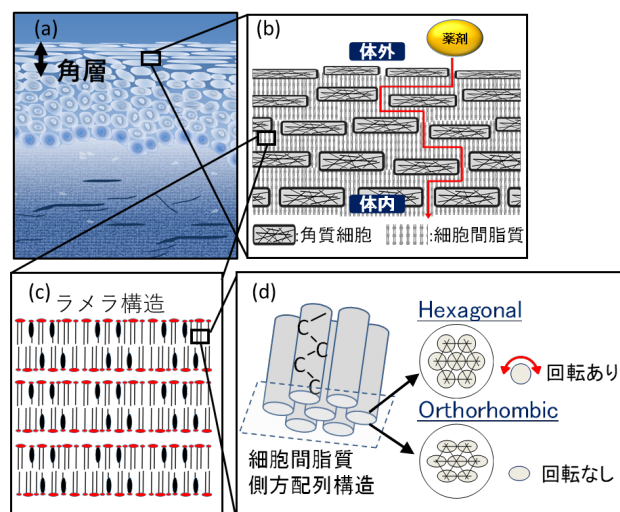 (a)
角層
(b)
体外
薬剤
体内
:角質細胞
:細胞間脂質
(c)
ラメラ構造
(d)
C
C
C
C
細胞間脂質
側方配列構造
Hexagonal
回転あり
Orthorhombic
回転なし